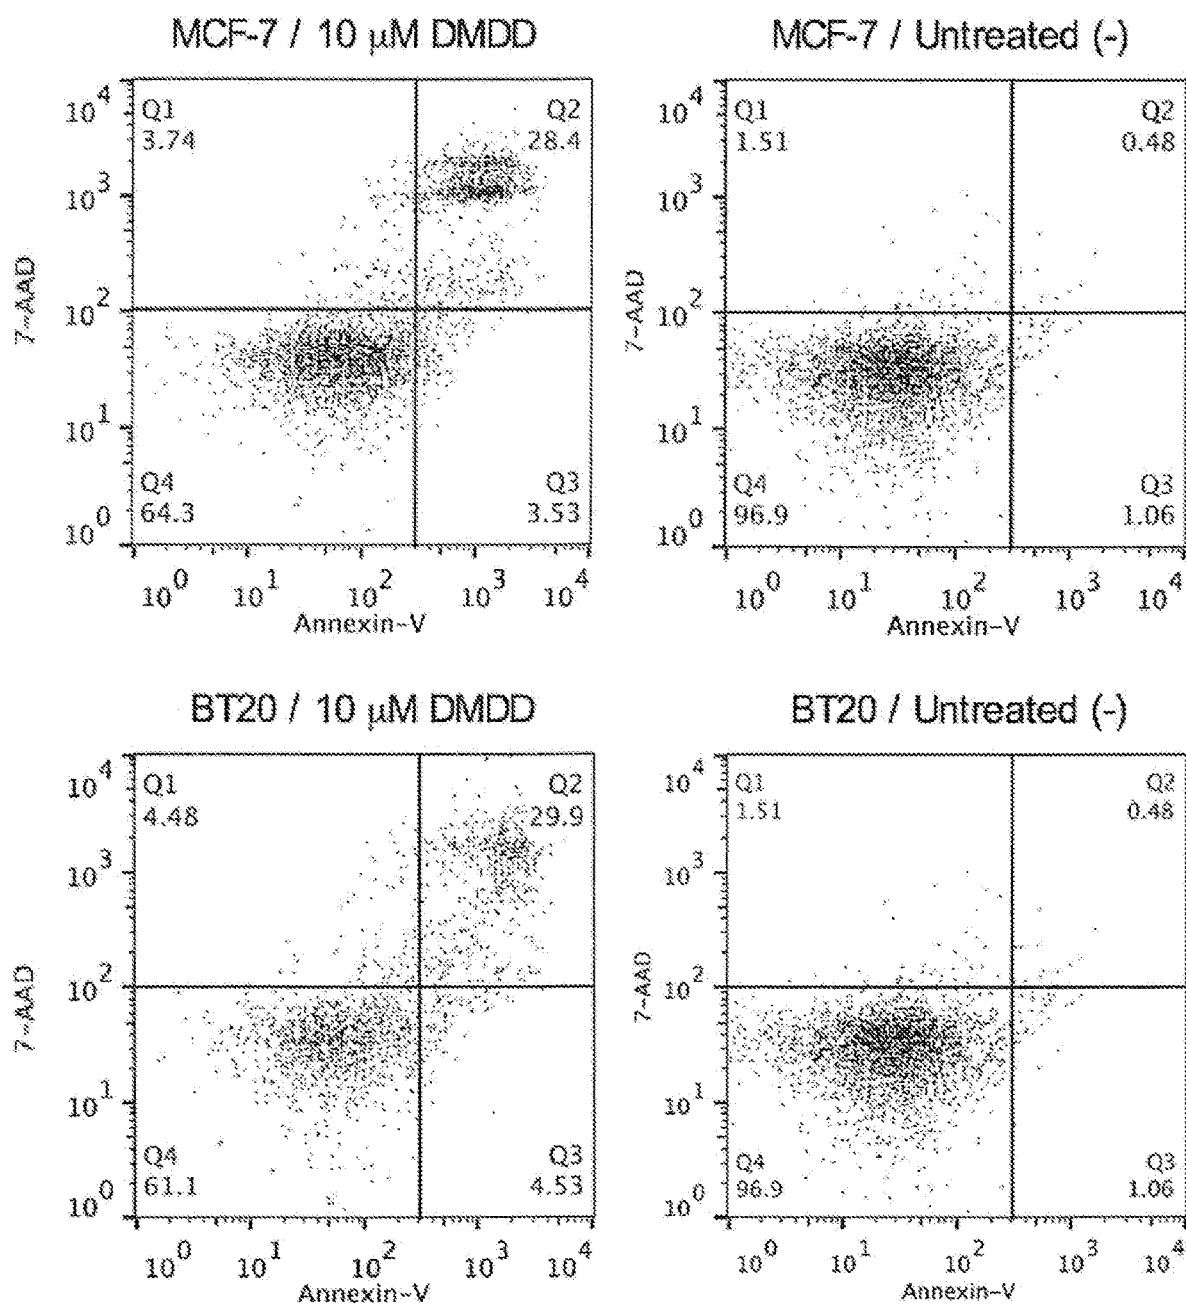 MCF-7 / 10 μM DMDD
10^4
10^3
10^2
10^1
10^0
7-AAD
Q1
3.74
Q2
28.4
Q4
64.3
Q3
3.53
10^0 10^1 10^2 10^3 10^4
Annexin-V
MCF-7 / Untreated (-)
10^4
10^3
10^2
10^1
10^0
7-AAD
Q1
1.51
Q2
0.48
Q4
96.9
Q3
1.06
10^0 10^1 10^2 10^3 10^4
Annexin-V
BT20 / 10 μM DMDD
10^4
10^3
10^2
10^1
10^0
7-AAD
Q1
4.48
Q2
29.9
Q4
61.1
Q3
4.53
10^0 10^1 10^2 10^3 10^4
Annexin-V
BT20 / Untreated (-)
10^4
10^3
10^2
10^1
10^0
7-AAD
Q1
1.51
Q2
0.48
Q4
96.9
Q3
1.06
10^0 10^1 10^2 10^3 10^4
Annexin-V